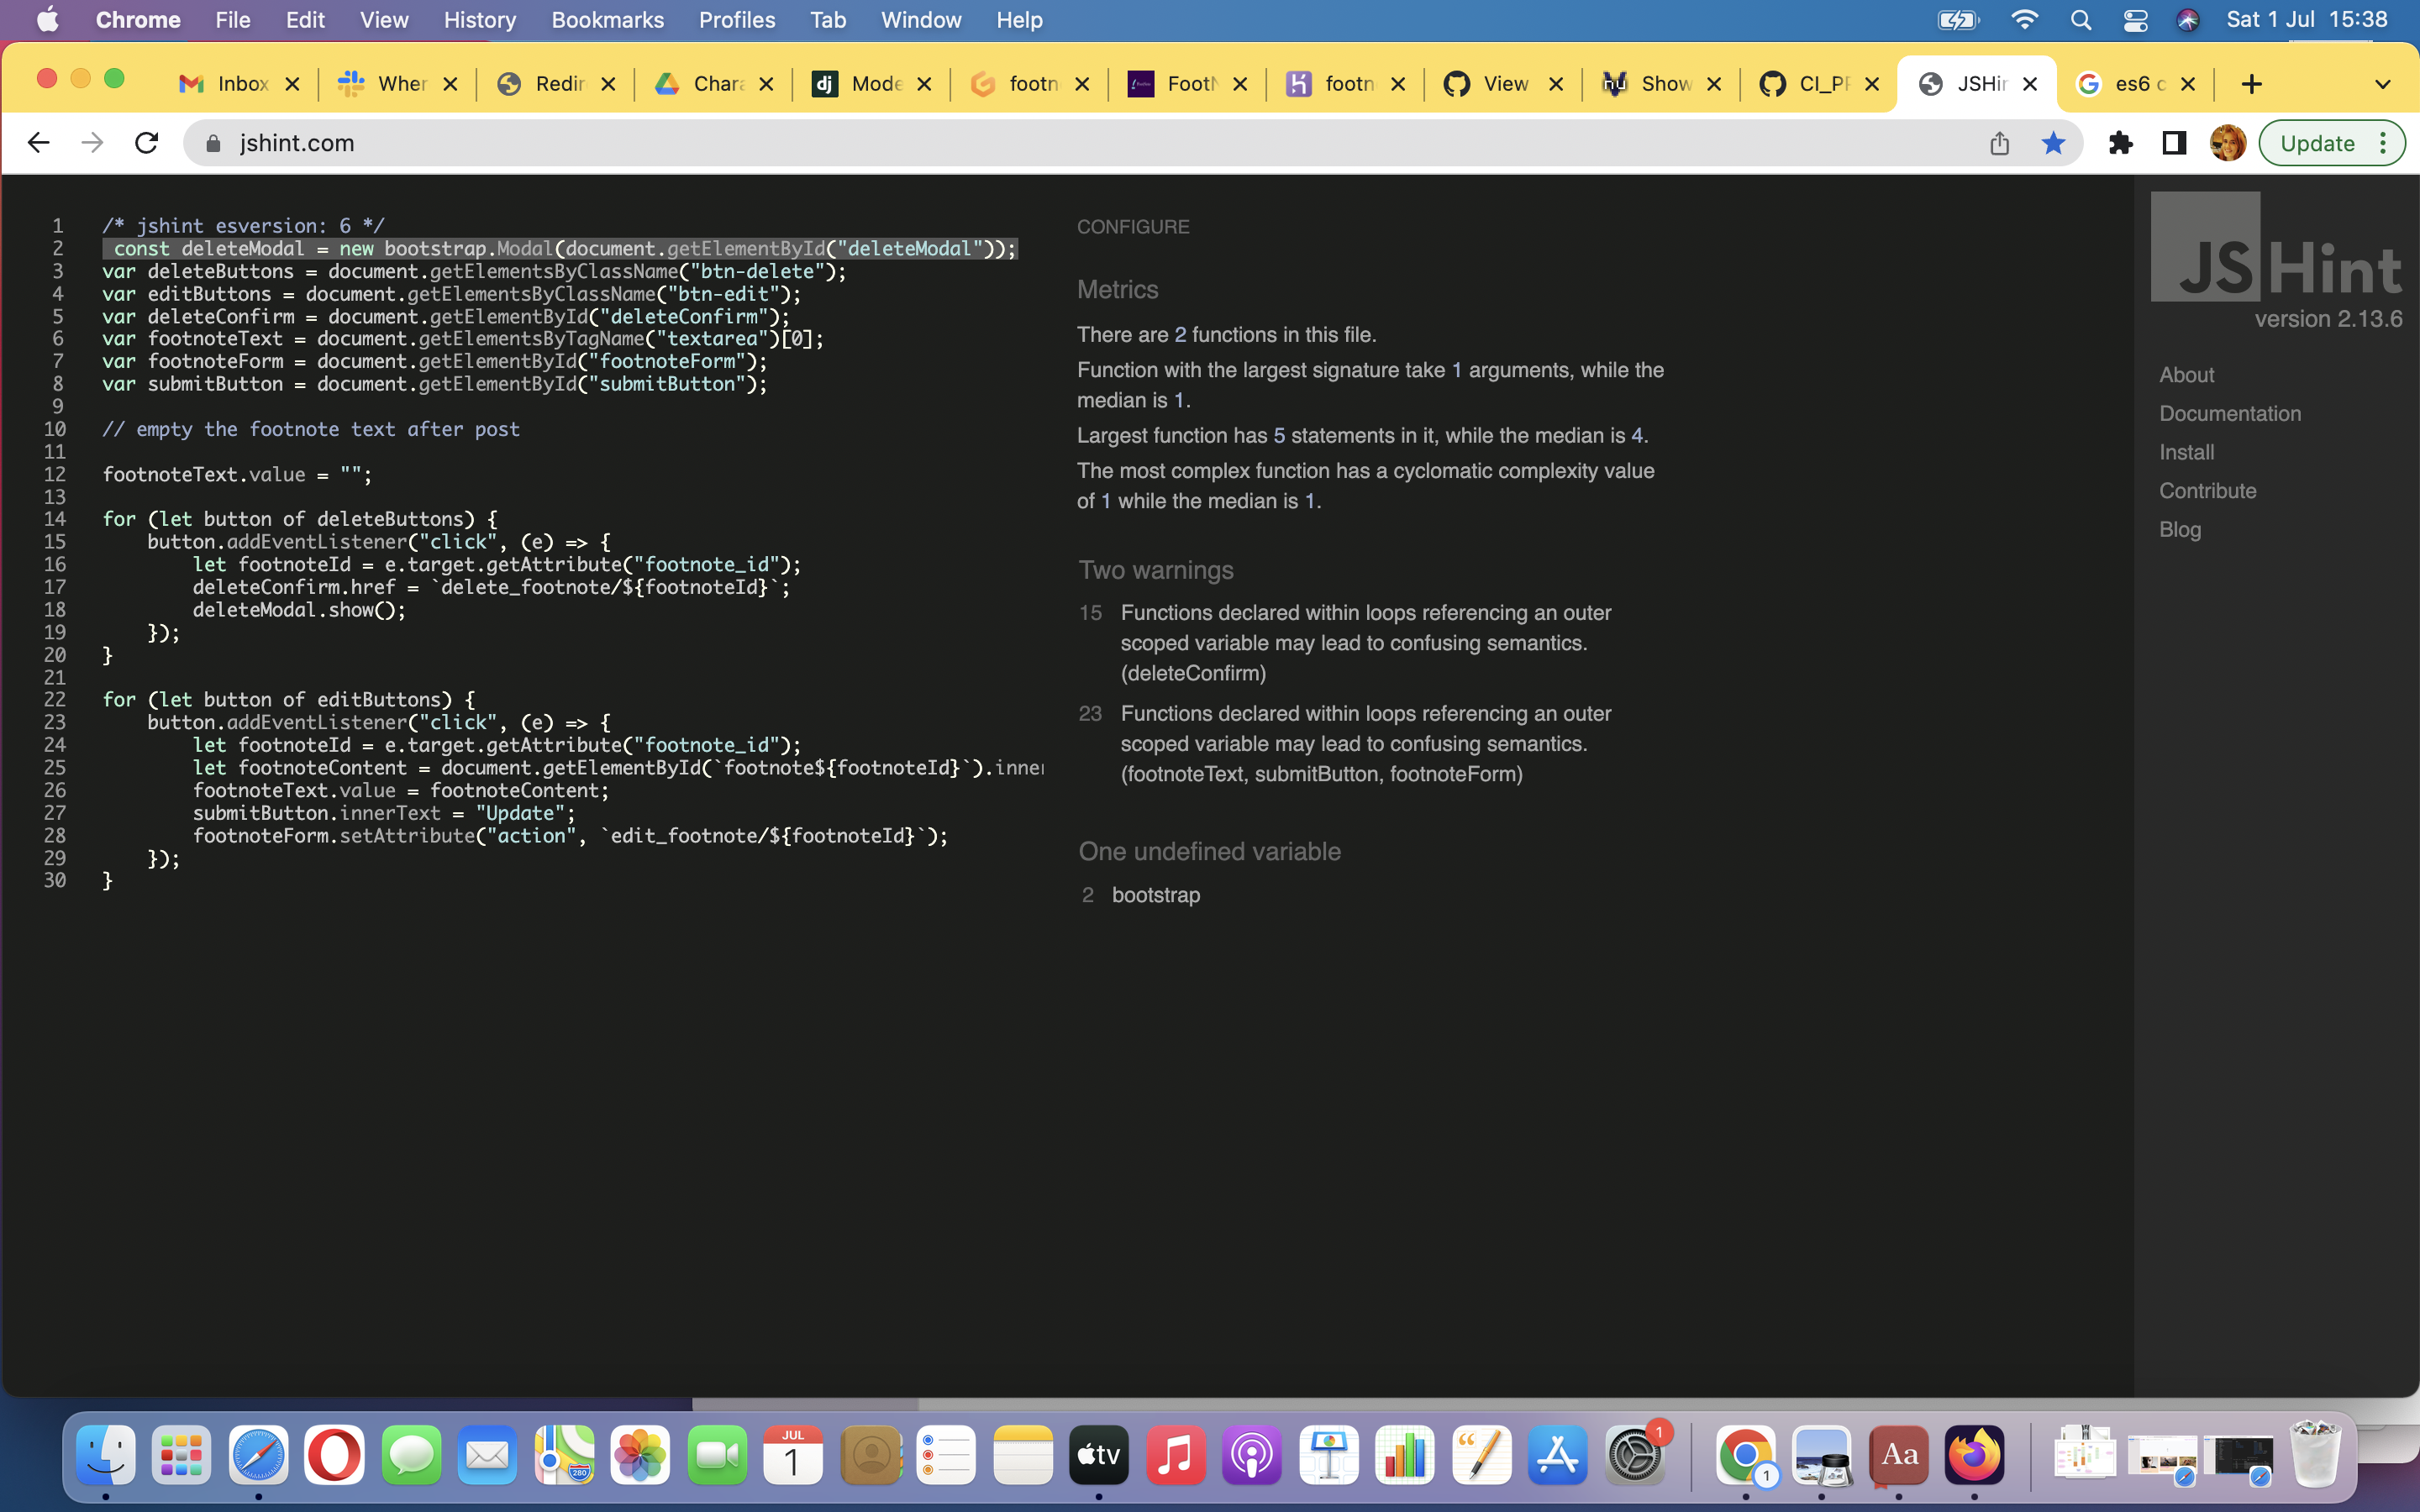 Chrome File Edit View History Bookmarks Profiles Tab Window Help Sat 1 Jul 15:38
Inbox Wher Redir Chara dj Mode footn FootN footn View nu Show CI_PF JSHir es6 c
jshint.com Update
1 /* jshint esversion: 6 */
2 const deleteModal = new bootstrap.Modal(document.getElementById("deleteModal"));
3 var deleteButtons = document.getElementsByClassName("btn-delete");
4 var editButtons = document.getElementsByClassName("btn-edit");
5 var deleteConfirm = document.getElementById("deleteConfirm");
6 var footnoteText = document.getElementsByTagName("textarea")[0];
7 var footnoteForm = document.getElementById("footnoteForm");
8 var submitButton = document.getElementById("submitButton");
9
10 // empty the footnote text after post
11
12 footnoteText.value = "";
13
14 for (let button of deleteButtons) {
15 button.addEventListener("click", (e) => {
16 let footnoteId = e.target.getAttribute("footnote_id");
17 deleteConfirm.href = `delete_footnote/${footnoteId}`;
18 deleteModal.show();
19 });
20 }
21
22 for (let button of editButtons) {
23 button.addEventListener("click", (e) => {
24 let footnoteId = e.target.getAttribute("footnote_id");
25 let footnoteContent = document.getElementById(`footnote${footnoteId}`).inner
26 footnoteText.value = footnoteContent;
27 submitButton.innerText = "Update";
28 footnoteForm.setAttribute("action", `edit_footnote/${footnoteId}`);
29 });
30 }
CONFIGURE
Metrics
There are 2 functions in this file.
Function with the largest signature take 1 arguments, while the
median is 1.
Largest function has 5 statements in it, while the median is 4.
The most complex function has a cyclomatic complexity value
of 1 while the median is 1.
Two warnings
15 Functions declared within loops referencing an outer
scoped variable may lead to confusing semantics.
(deleteConfirm)
23 Functions declared within loops referencing an outer
scoped variable may lead to confusing semantics.
(footnoteText, submitButton, footnoteForm)
One undefined variable
2 bootstrap
JSHint
version 2.13.6
About
Documentation
Install
Contribute
Blog
280
JUL
1
tv
1
1
Aa